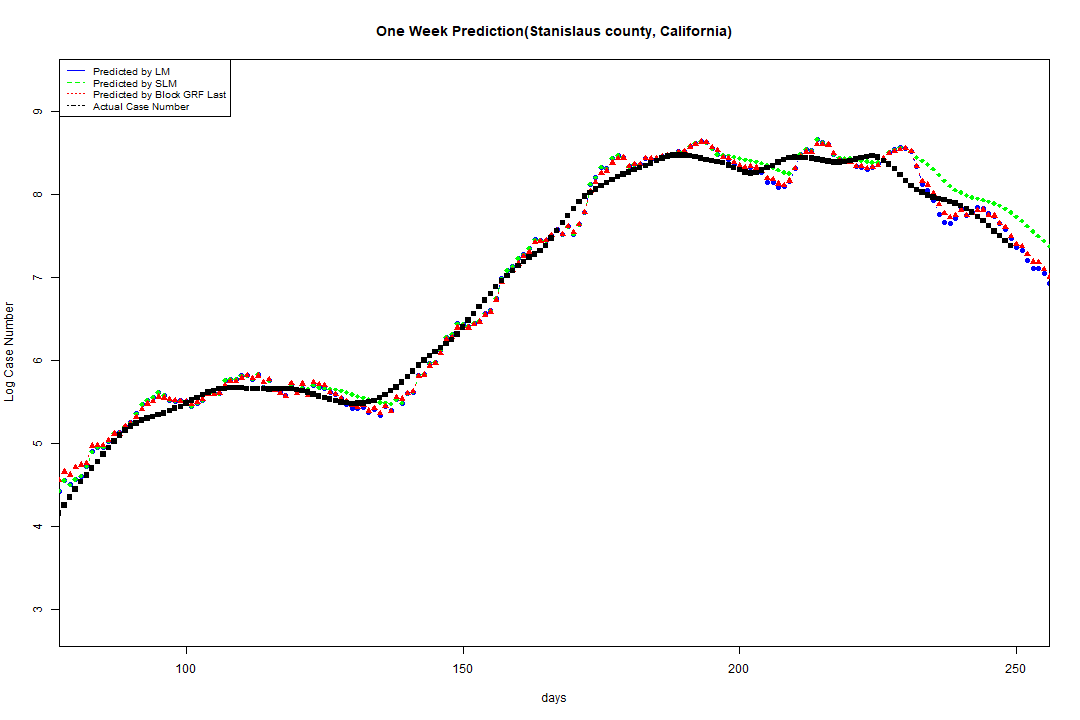 One Week Prediction(Stanislaus county, California)
Predicted by LM
Predicted by SLM
Predicted by Block GRF Last
Actual Case Number
9
8
7
6
5
4
3
Log Case Number
100 150 200 250
days